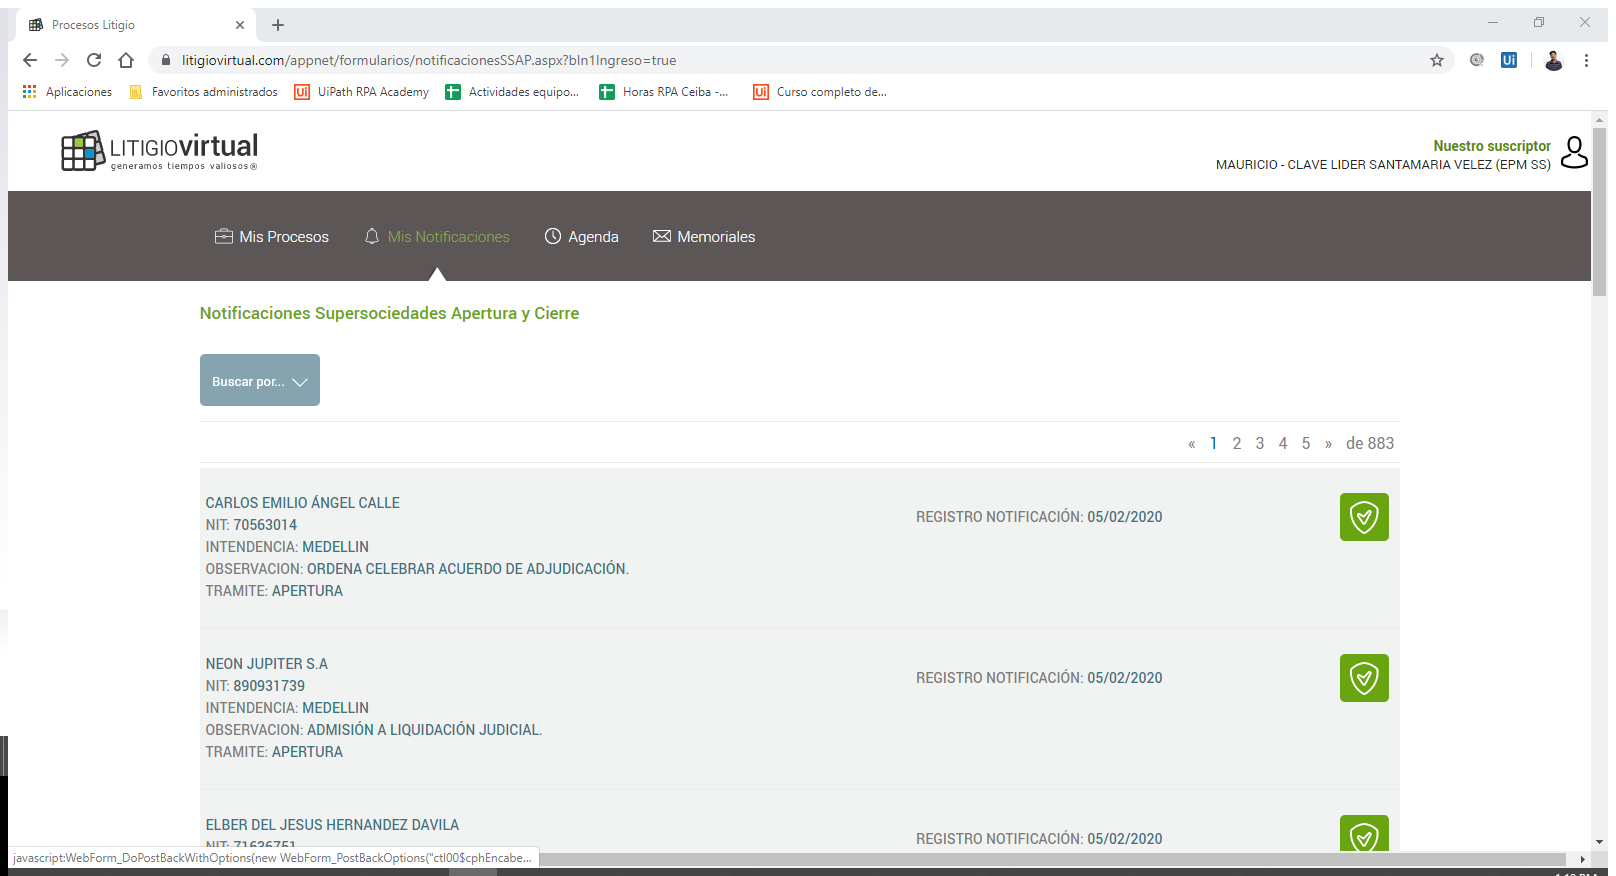 Procesos Litigio
litigiovirtual.com/appnet/formularios/notificacionesSSAP.aspx?bln1Ingreso=true
Aplicaciones Favoritos administrados UiPath RPA Academy Actividades equipo... Horas RPA Ceiba -... Curso completo de...
LITIGIOvirtual
generamos tiempos valiosos®
Nuestro suscriptor
MAURICIO - CLAVE LIDER SANTAMARIA VELEZ (EPM SS)
Mis Procesos Mis Notificaciones Agenda Memoriales
Notificaciones Supersociedades Apertura y Cierre
Buscar por...
« 1 2 3 4 5 » de 883
CARLOS EMILIO ÁNGEL CALLE
NIT: 70563014
INTENDENCIA: MEDELLIN
OBSERVACION: ORDENA CELEBRAR ACUERDO DE ADJUDICACIÓN.
TRAMITE: APERTURA
REGISTRO NOTIFICACIÓN: 05/02/2020
NEON JUPITER S.A
NIT: 890931739
INTENDENCIA: MEDELLIN
OBSERVACION: ADMISIÓN A LIQUIDACIÓN JUDICIAL.
TRAMITE: APERTURA
REGISTRO NOTIFICACIÓN: 05/02/2020
ELBER DEL JESUS HERNANDEZ DAVILA
NIT: 71636751
REGISTRO NOTIFICACIÓN: 05/02/2020
javascript:WebForm_DoPostBackWithOptions(new WebForm_PostBackOptions("ctl00$cphEncabe...